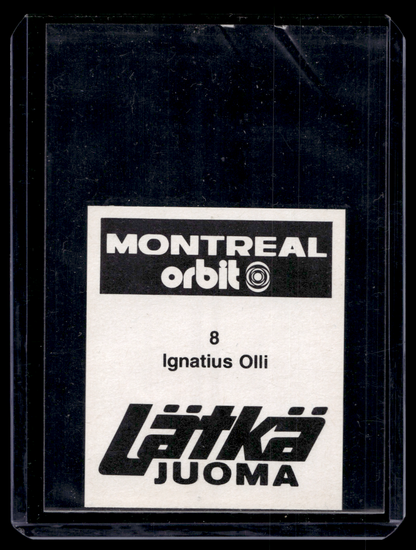 MONTREAL
orbit
8
Ignatius Olli
Lätkä
JUOMA